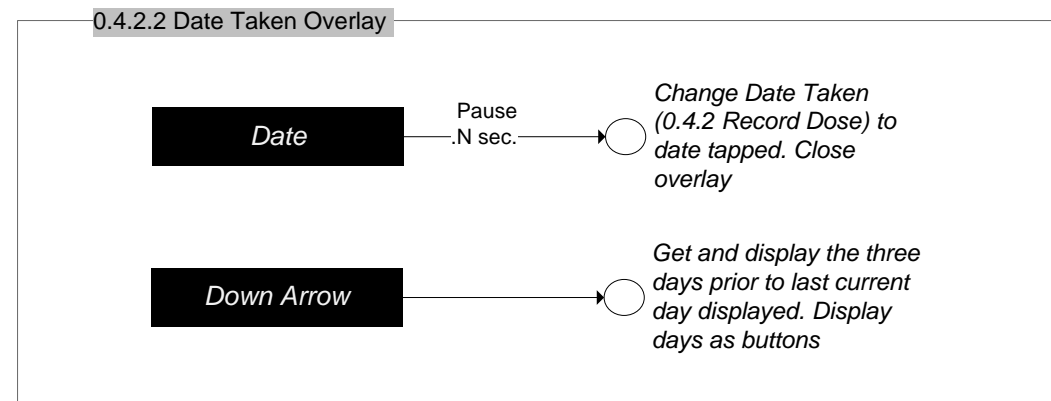 0.4.2.2 Date Taken Overlay
Date
Pause
.N sec.
Change Date Taken
(0.4.2 Record Dose) to
date tapped. Close
overlay
Down Arrow
Get and display the three
days prior to last current
day displayed. Display
days as buttons